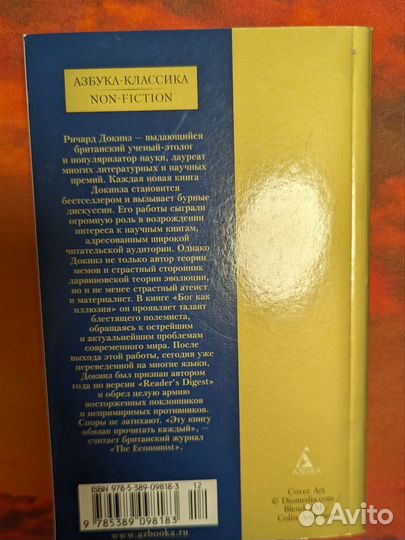 АЗБУКА-КЛАССИКА
NON-FICTION
Ричард Докинз — выдающийся
британский ученый-этолог
и популяризатор науки, лауреат
многих литературных и научных
премий. Каждая новая книга
Докинза становится
бестселлером и вызывает бурные
дискуссии. Его работы сыграли
огромную роль в возрождении
интереса к научным книгам,
адресованным широкой
читательской аудитории. Однако
Докинз не только автор теории
мемов и страстный сторонник
дарвиновской теории эволюции,
но и не менее страстный атеист
и материалист. В книге «Бог как
иллюзия» он проявляет талант
блестящего полемиста,
обращаясь к острейшим
и актуальнейшим проблемам
современного мира. После
выхода этой работы, сегодня уже
переведенной на многие языки,
Докинз был признан автором
года по версии «Reader's Digest»
и обрел целую армию
восторженных поклонников
и непримиримых противников.
Споры не затихают. «Эту книгу
обязан прочитать каждый», —
считает британский журнал
«The Economist».
ISBN 978-5-389-09818-3
12
9 785389 098183
www.azbooka.ru
АЗБУКА
Cover Art
© Diomedia.com /
Blend
Colin
Avito